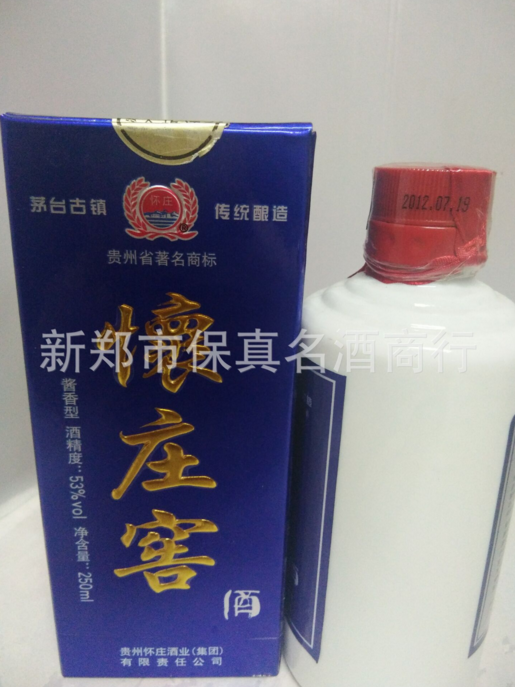 茅台古镇
怀庄
传统酿造
贵州省著名商标
2012.07.19
新郑市保真名酒商行
懷庄窖
酒
酱香型 酒精度:53%vol 净含量:250ml
贵州怀庄酒业(集团)
有限责任公司